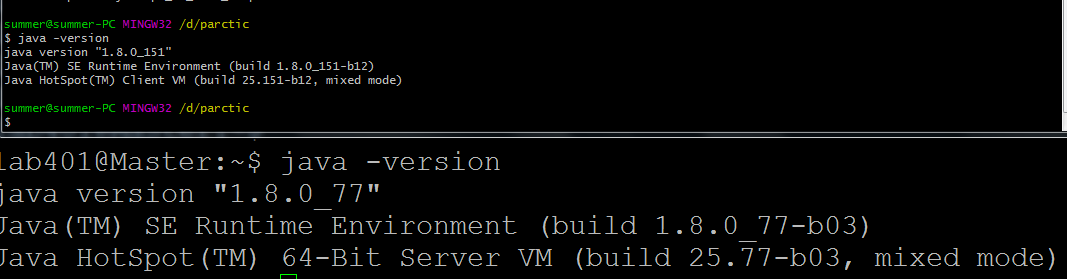 summer@summer-PC MINGW32 /d/parctic
$ java -version
java version "1.8.0_151"
Java(TM) SE Runtime Environment (build 1.8.0_151-b12)
Java HotSpot(TM) Client VM (build 25.151-b12, mixed mode)
summer@summer-PC MINGW32 /d/parctic
$
lab401@Master:~$ java -version
java version "1.8.0_77"
Java(TM) SE Runtime Environment (build 1.8.0_77-b03)
Java HotSpot(TM) 64-Bit Server VM (build 25.77-b03, mixed mode)